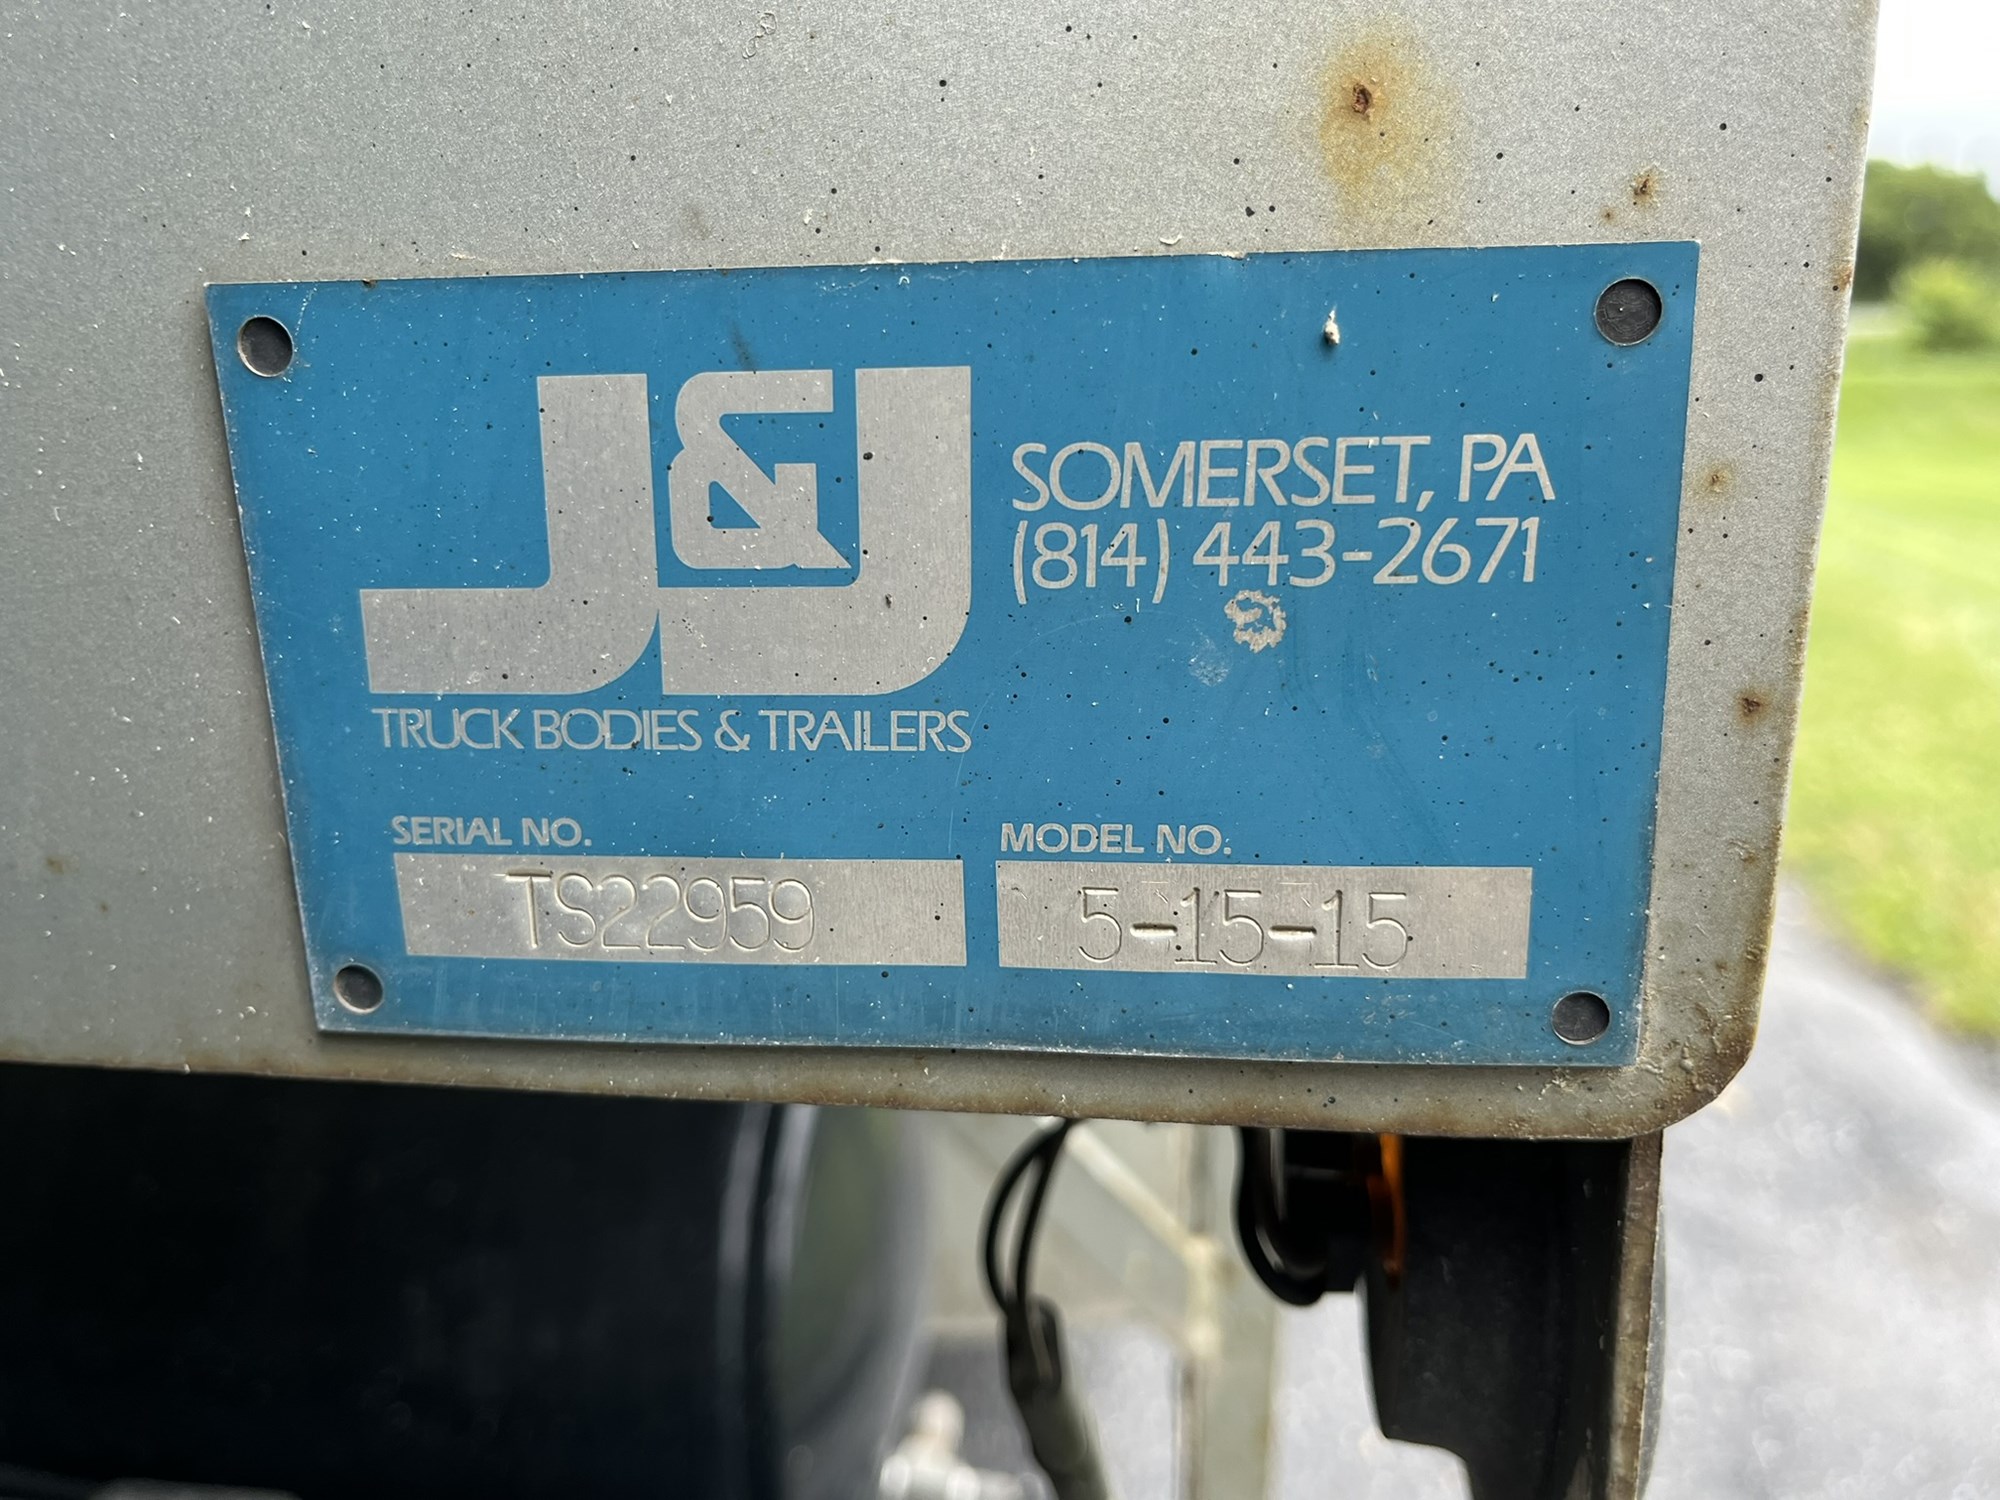 J&J
SOMERSET, PA
(814) 443-2671
TRUCK BODIES & TRAILERS
SERIAL NO.
MODEL NO.
TS22959
5-15-15